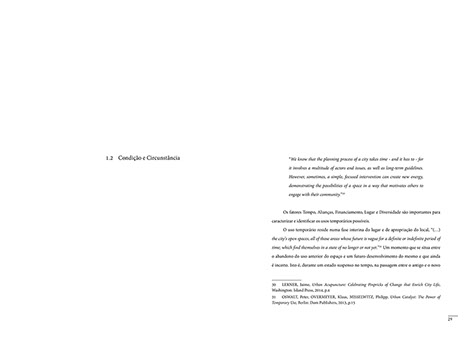 1.2 Condição e Circunstância
"We know that the planning process of a city takes time - and it has to - for
it involves a multitude of actors and issues, as well as long-term guidelines.
However, sometimes, a simple, focused intervention can create new energy,
demonstrating the possibilities of a space in a way that motivates others to
engage with their community."³⁰
Os fatores: Tempo, Alianças, Financiamento, Lugar e Diversidade são importantes para
caracterizar e identificar os usos temporários possíveis.
O uso temporário reside numa fase interina do lugar e de apropriação do local, "(...)
the city's open spaces, all of those areas whose future is vague for a definite or indefinite period of
time, which find themselves in a state of no longer or not yet."³¹ Um momento que se situa entre
o abandono do uso anterior do espaço e um futuro desenvolvimento do mesmo e que ainda
é incerto. Isto é, durante um estado suspenso no tempo, na passagem entre o antigo e o novo
30 LERNER, Jaime, Urban Acupuncture: Celebrating Pinpricks of Change that Enrich City Life,
Washington: Island Press, 2014, p.4
31 OSWALT, Peter, OVERMEYER, Klaus, MISSELWITZ, Philipp. Urban Catalyst: The Power of
Temporary Use, Berlin: Dom Publishers, 2013, p.13
29